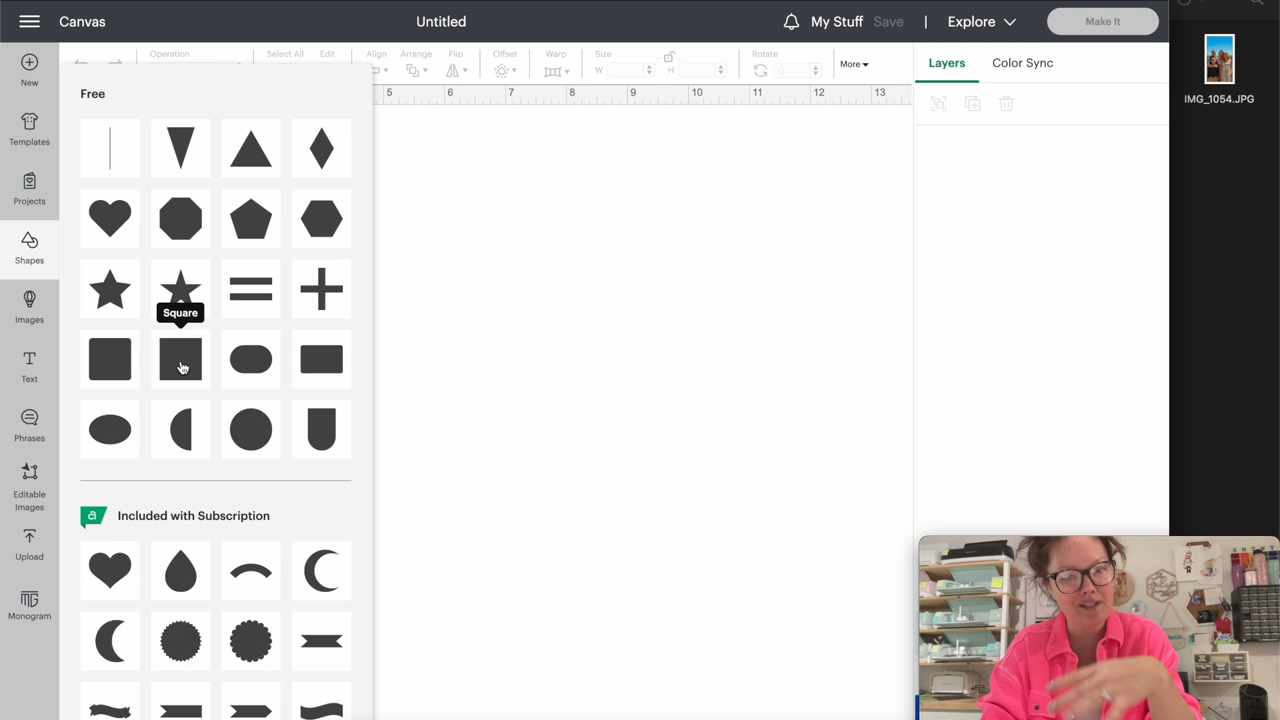 Canvas
Untitled
My Stuff
Save
|
Explore
Make It
New
Templates
Projects
Shapes
Images
Text
Phrases
Editable
Images
Upload
Monogram
Operation
Select All
Edit
Align
Arrange
Flip
Offset
Warp
Size
W
H
Rotate
0
More
5 6 7 8 9 10 11 12 13
Free
Square
Included with Subscription
Layers
Color Sync
IMG_1054.JPG